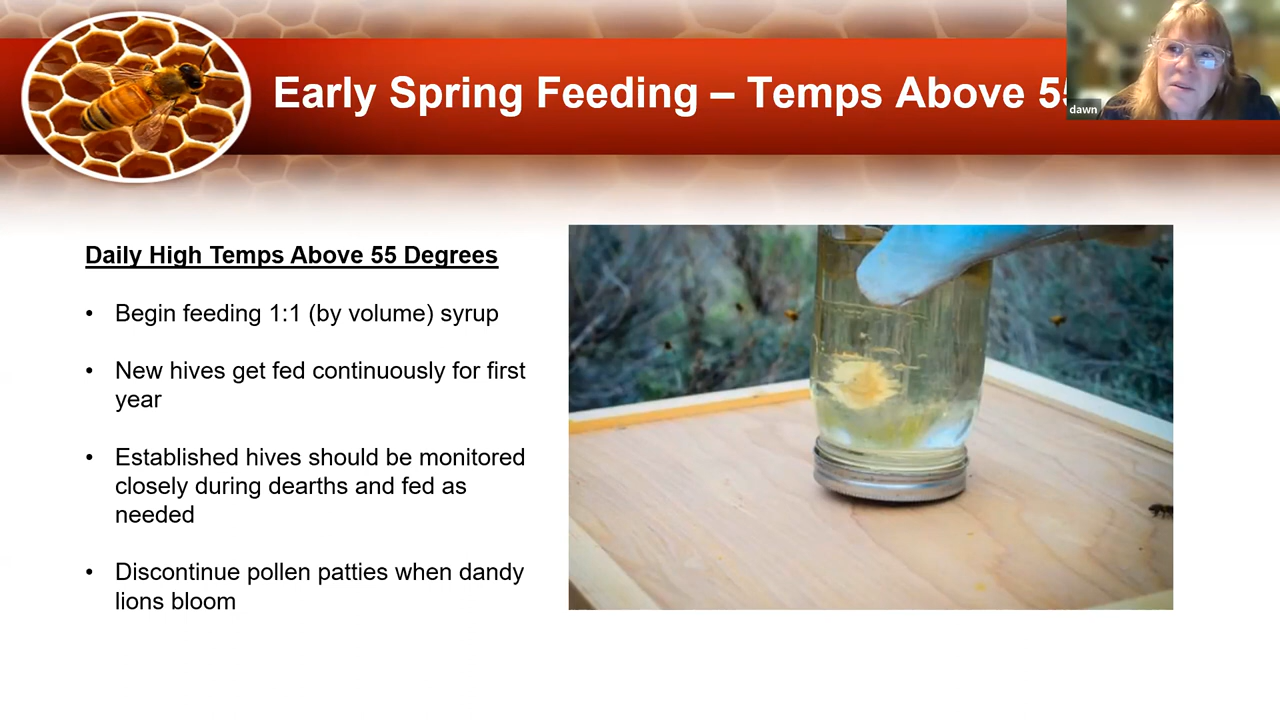 Early Spring Feeding – Temps Above
dawn
Daily High Temps Above 55 Degrees
• Begin feeding 1:1 (by volume) syrup
• New hives get fed continuously for first
year
• Established hives should be monitored
closely during dearths and fed as
needed
• Discontinue pollen patties when dandy
lions bloom